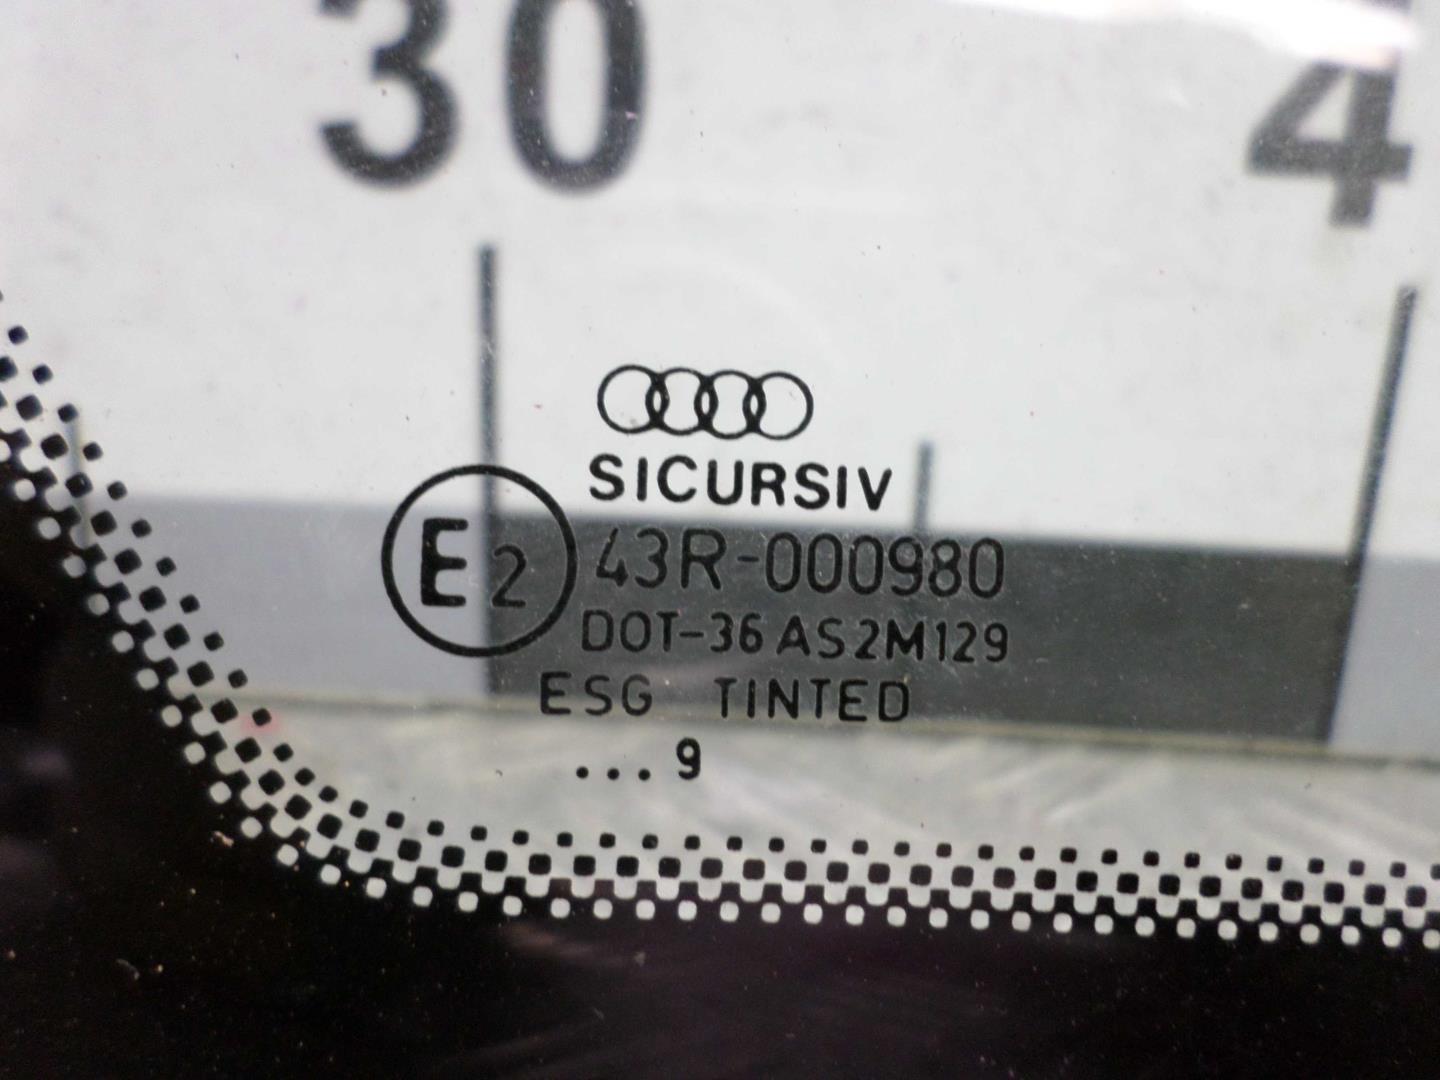 30 4
SICURSIV
E2 43R-000980
DOT-36 AS2M129
ESG TINTED
...9